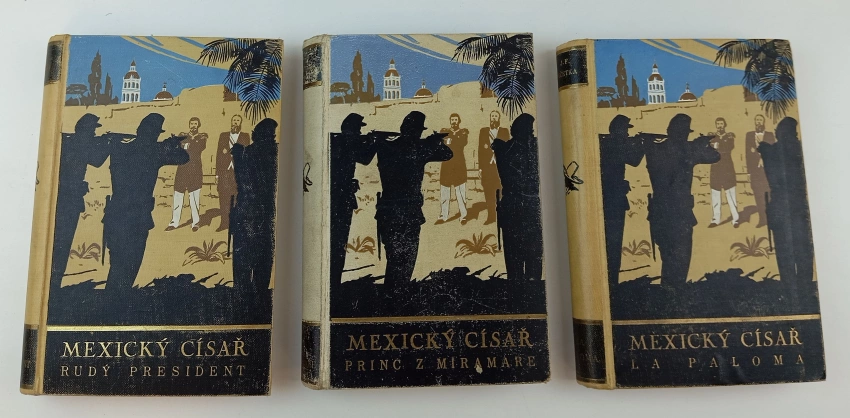 MEXICKÝ CÍSAŘ
RUDÝ PRESIDENT
MEXICKÝ CÍSAŘ
PRINC Z MIRAMARE
MEXICKÝ CÍSAŘ
LA PALOMA